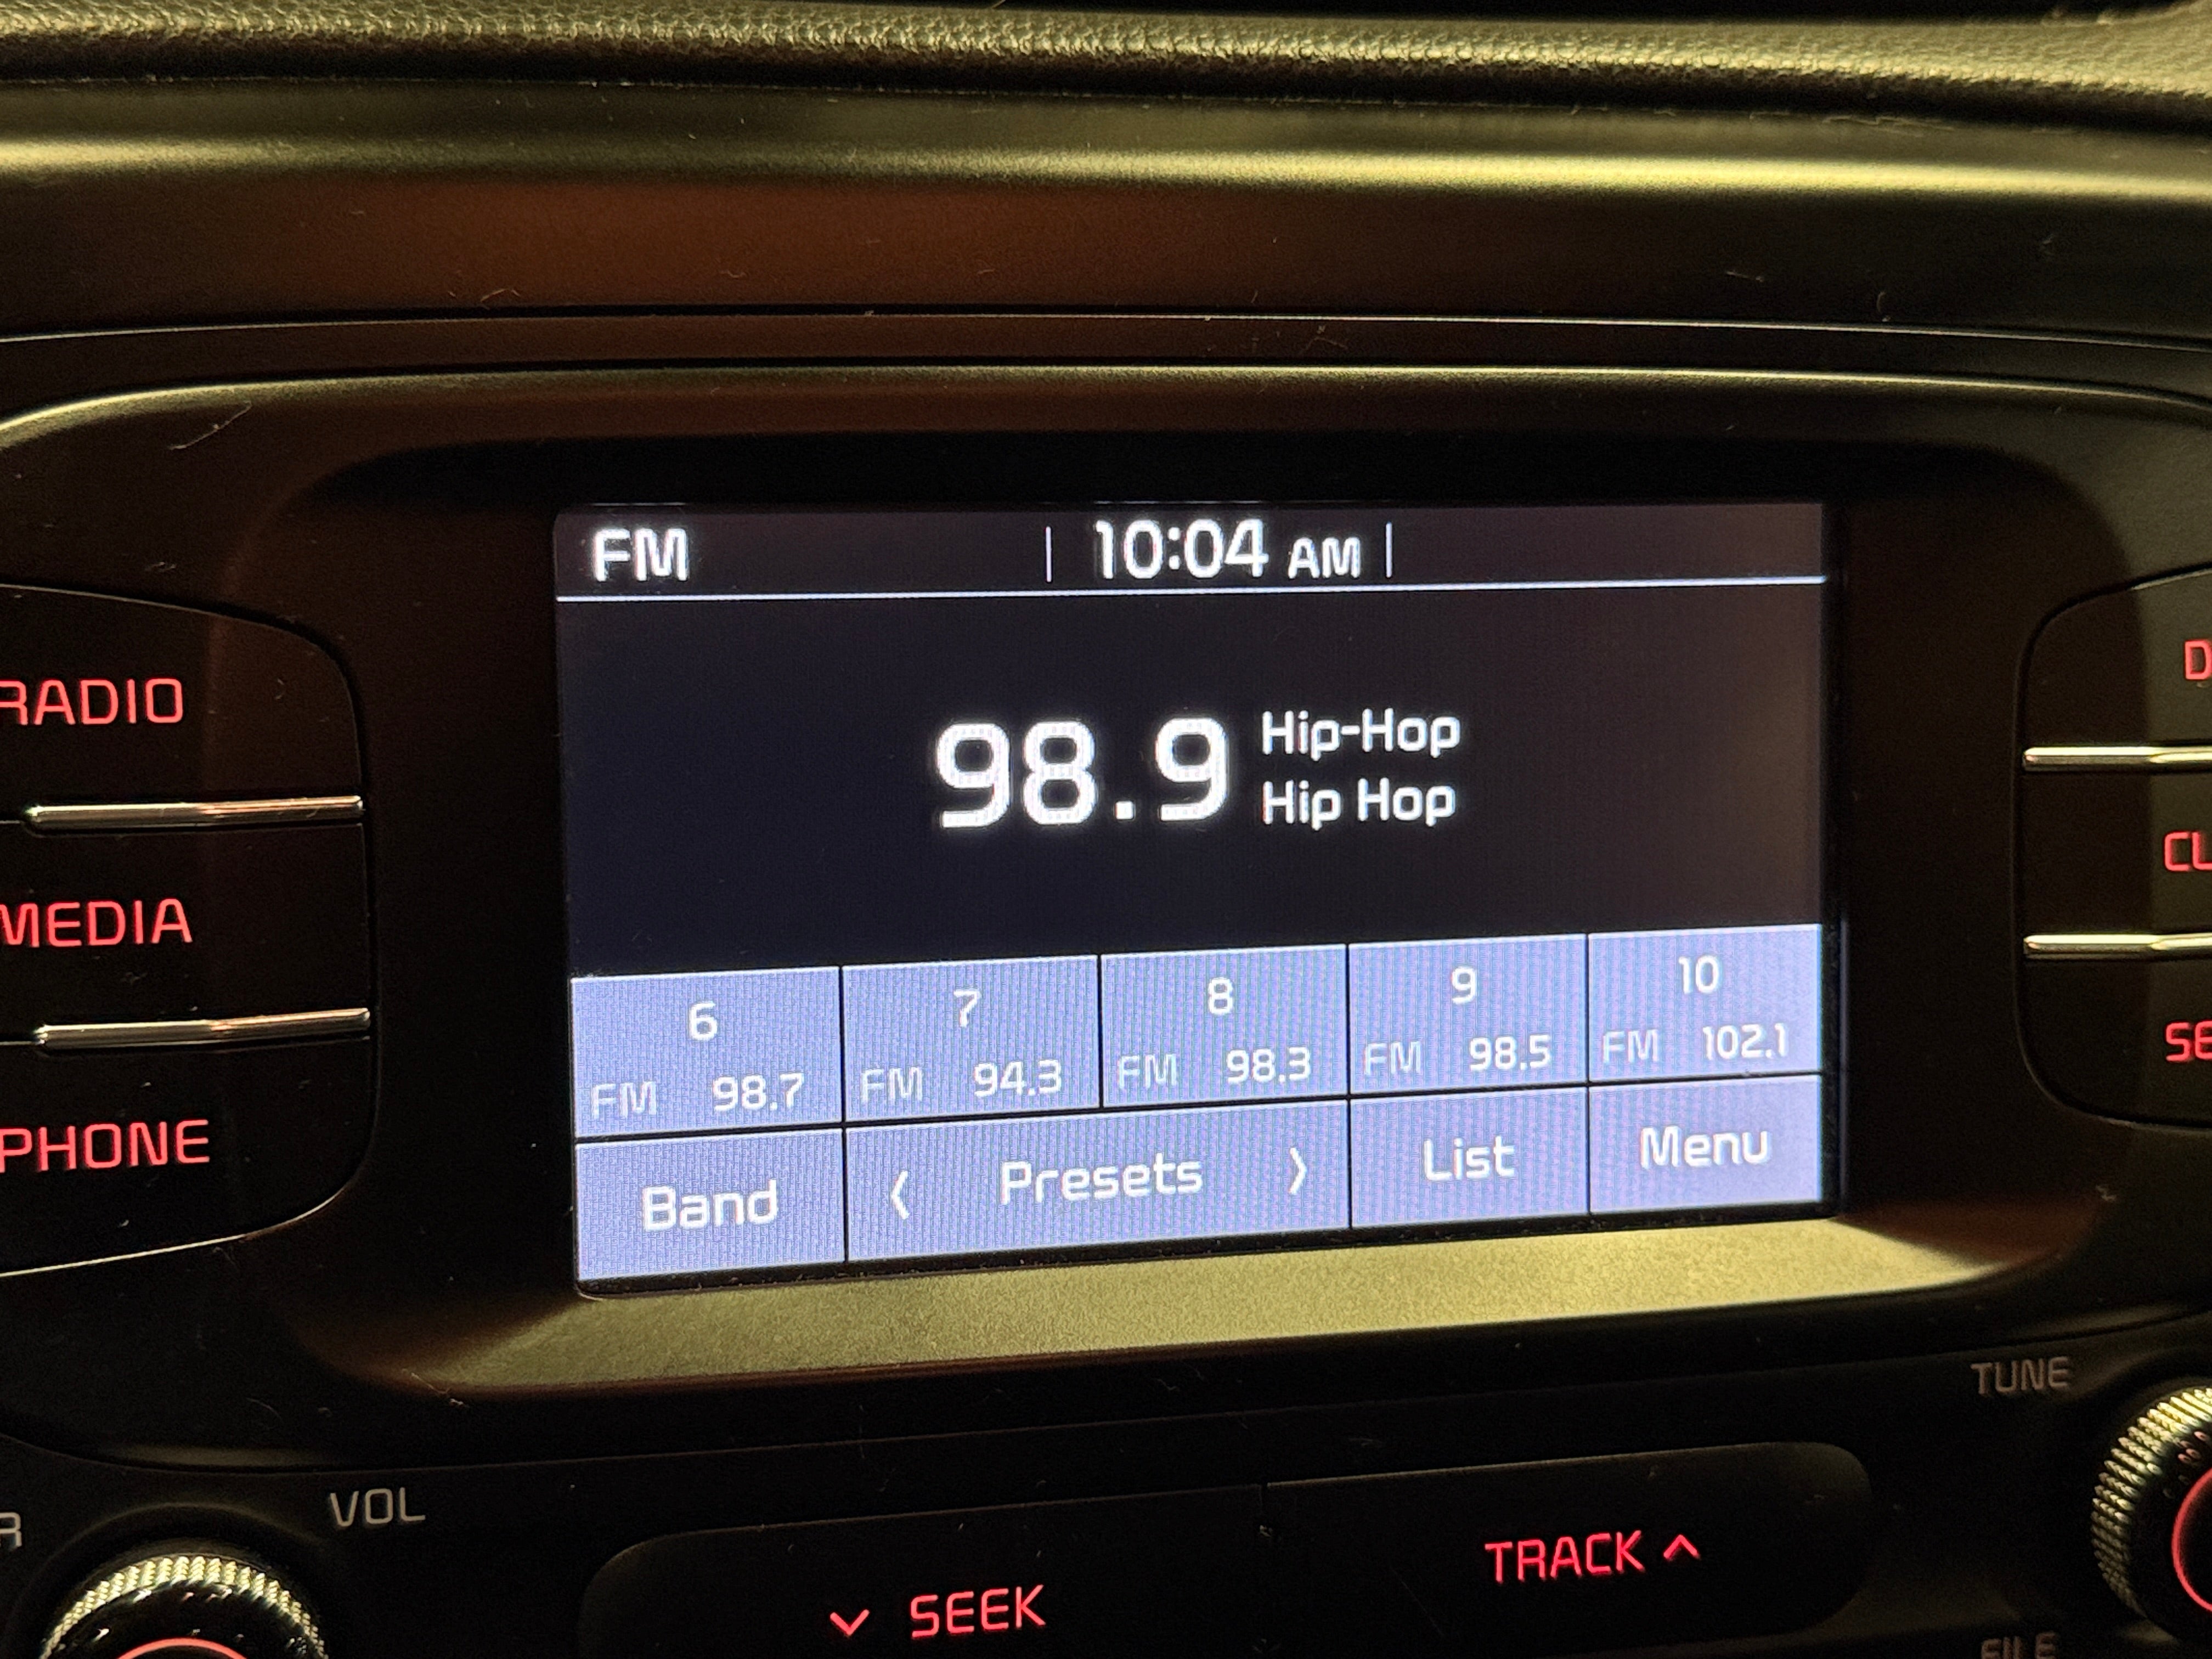 FM 10:04 AM
98.9 Hip-Hop
Hip Hop
6 7 8 9 10
FM 98.7 FM 94.3 FM 98.3 FM 98.5 FM 102.1
Band Presets List Menu
RADIO
MEDIA
PHONE
VOL
SEEK
TRACK
TUNE
FILE